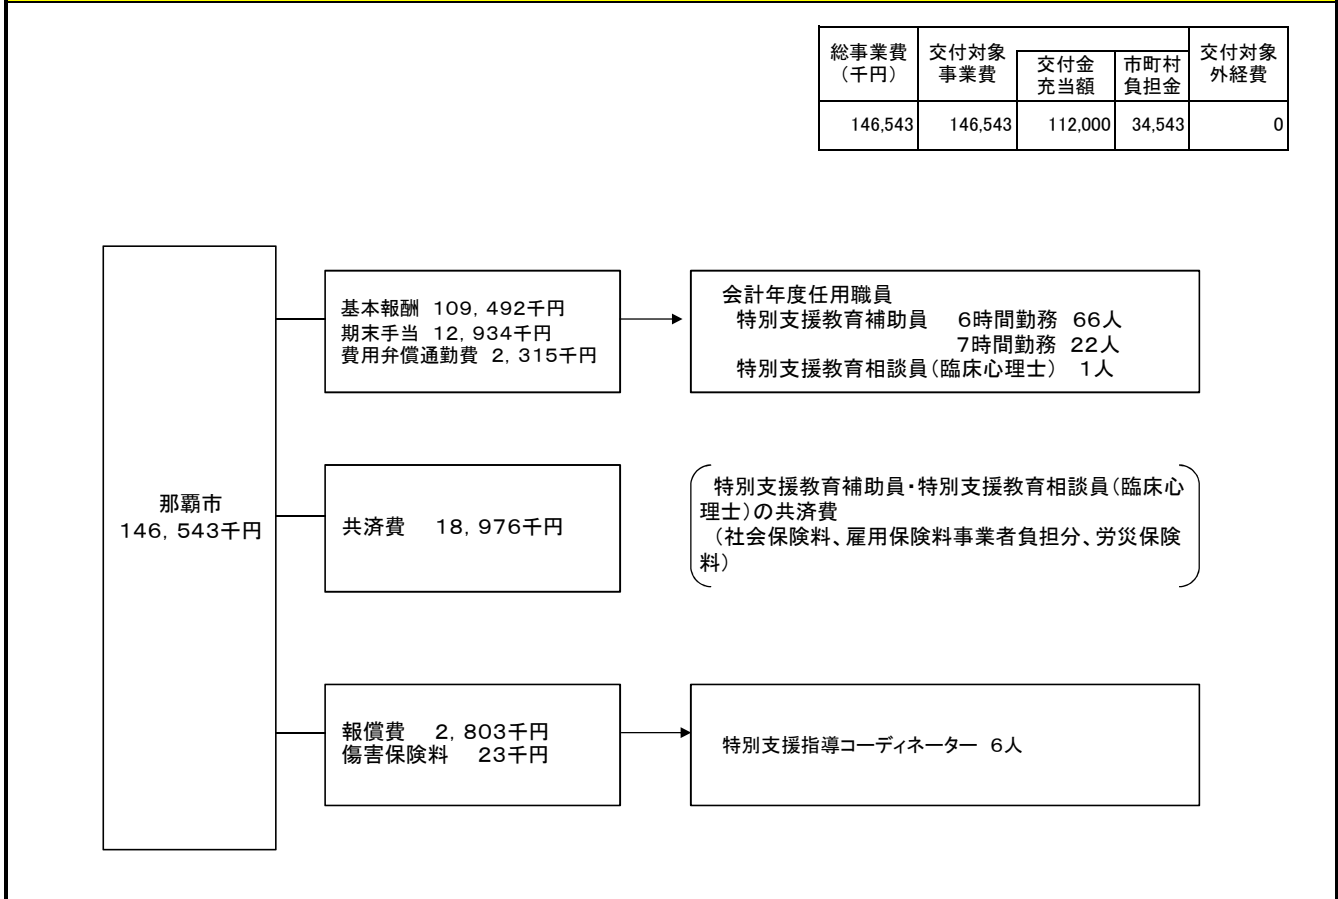 総事業費
（千円）
交付対象
事業費
交付金
充当額
市町村
負担金
交付対象
外経費
146,543
146,543
112,000
34,543
0
那覇市
１４６，５４３千円
基本報酬　１０９，４９２千円
期末手当　１２，９３４千円
費用弁償通勤費　２，３１５千円
会計年度任用職員
特別支援教育補助員　６時間勤務　６６人
７時間勤務　２２人
特別支援教育相談員（臨床心理士）　１人
共済費　１８，９７６千円
特別支援教育補助員・特別支援教育相談員（臨床心
理士）の共済費
（社会保険料、雇用保険料事業者負担分、労災保険
料）
報償費　２，８０３千円
傷害保険料　２３千円
特別支援指導コーディネーター　６人